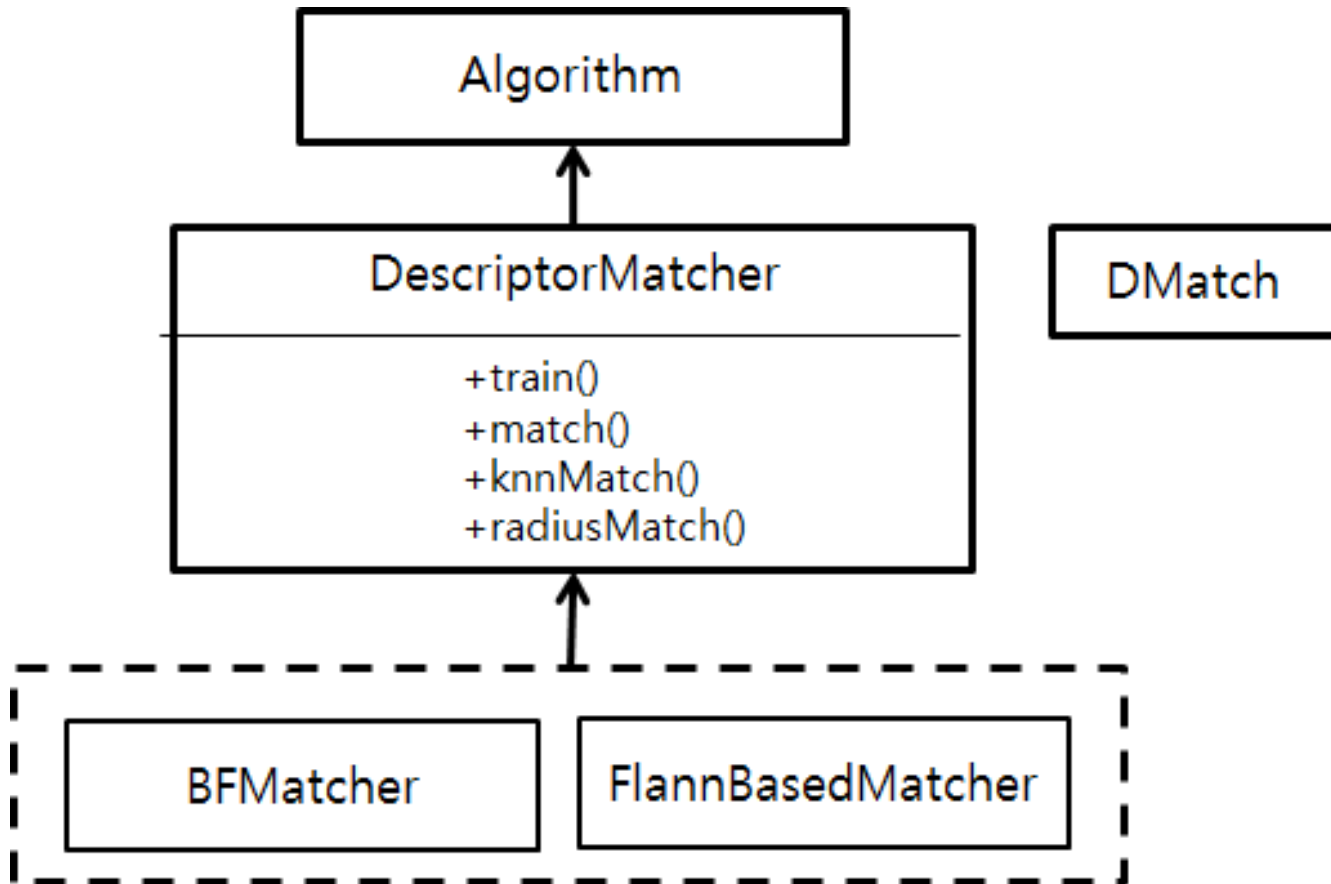 Algorithm
DescriptorMatcher
DMatch
+train()
+match()
+knnMatch()
+radiusMatch()
BFMatcher
FlannBasedMatcher